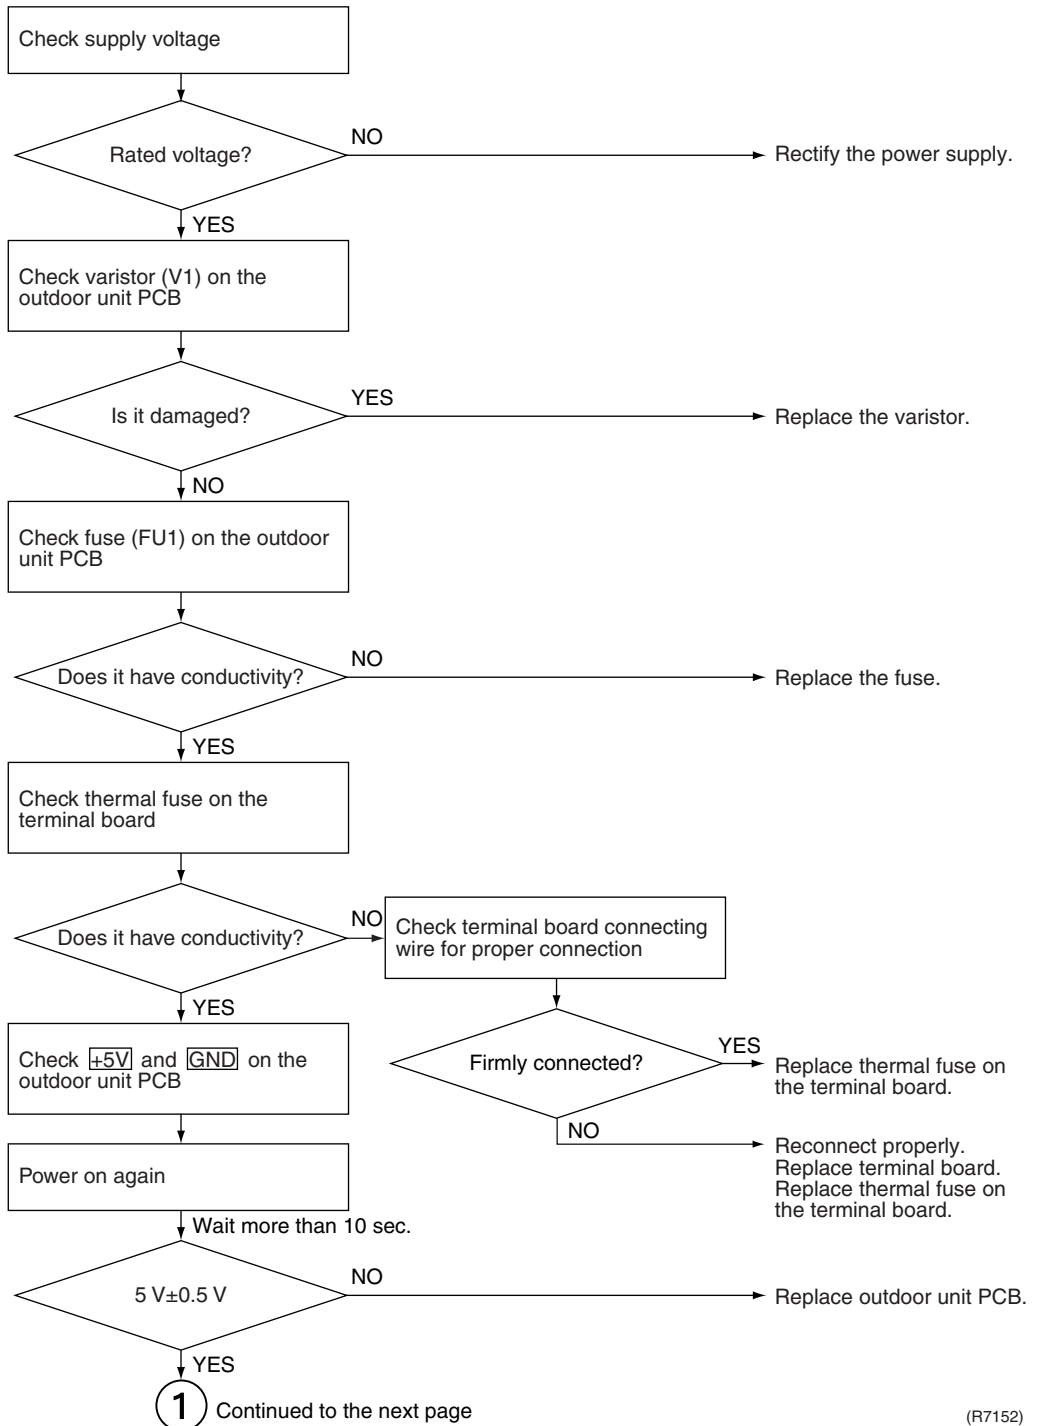 Check supply voltage
Rated voltage?
NO
Rectify the power supply.
YES
Check varistor (V1) on the
outdoor unit PCB
Is it damaged?
YES
Replace the varistor.
NO
Check fuse (FU1) on the outdoor
unit PCB
Does it have conductivity?
NO
Replace the fuse.
YES
Check thermal fuse on the
terminal board
Does it have conductivity?
NO
Check terminal board connecting
wire for proper connection
YES
Check +5V and GND on the
outdoor unit PCB
Firmly connected?
YES
Replace thermal fuse on
the terminal board.
NO
Reconnect properly.
Replace terminal board.
Replace thermal fuse on
the terminal board.
Power on again
Wait more than 10 sec.
5 V±0.5 V
NO
Replace outdoor unit PCB.
YES
1 Continued to the next page
(R7152)